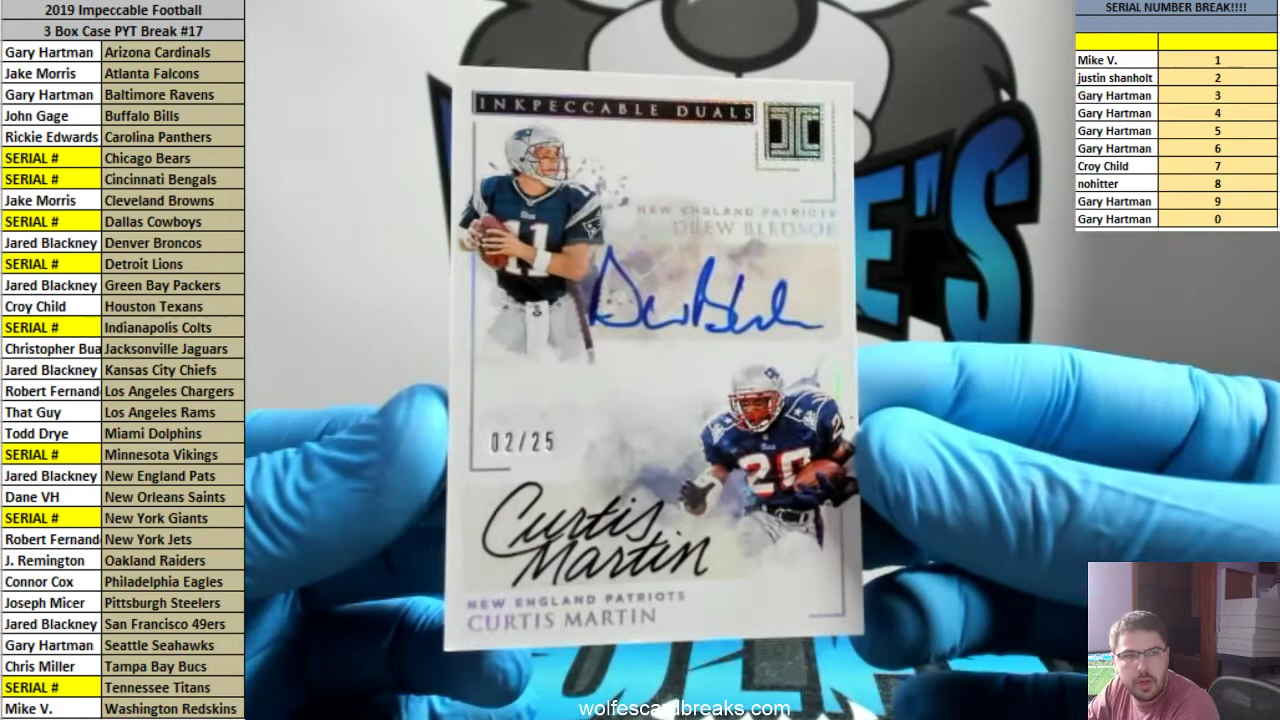 2019 Impeccable Football
3 Box Case PYT Break #17
Gary Hartman Arizona Cardinals
Jake Morris Atlanta Falcons
Gary Hartman Baltimore Ravens
John Gage Buffalo Bills
Rickie Edwards Carolina Panthers
SERIAL # Chicago Bears
SERIAL # Cincinnati Bengals
Jake Morris Cleveland Browns
SERIAL # Dallas Cowboys
Jared Blackney Denver Broncos
SERIAL # Detroit Lions
Jared Blackney Green Bay Packers
Croy Child Houston Texans
SERIAL # Indianapolis Colts
Christopher Bua Jacksonville Jaguars
Jared Blackney Kansas City Chiefs
Robert Fernand Los Angeles Chargers
That Guy Los Angeles Rams
Todd Drye Miami Dolphins
SERIAL # Minnesota Vikings
Jared Blackney New England Pats
Dane VH New Orleans Saints
SERIAL # New York Giants
Robert Fernand New York Jets
J. Remington Oakland Raiders
Connor Cox Philadelphia Eagles
Joseph Micer Pittsburgh Steelers
Jared Blackney San Francisco 49ers
Gary Hartman Seattle Seahawks
Chris Miller Tampa Bay Bucs
SERIAL # Tennessee Titans
Mike V. Washington Redskins
INKPECCABLE DUALS
NEW ENGLAND PATRIOTS
DREW BLEDSOE
11
20
02/25
Curtis
Martin
NEW ENGLAND PATRIOTS
CURTIS MARTIN
E'S
wolfescardbreaks.com
SERIAL NUMBER BREAK!!!!
Mike V. 1
justin shanholt 2
Gary Hartman 3
Gary Hartman 4
Gary Hartman 5
Gary Hartman 6
Croy Child 7
nohitter 8
Gary Hartman 9
Gary Hartman 0